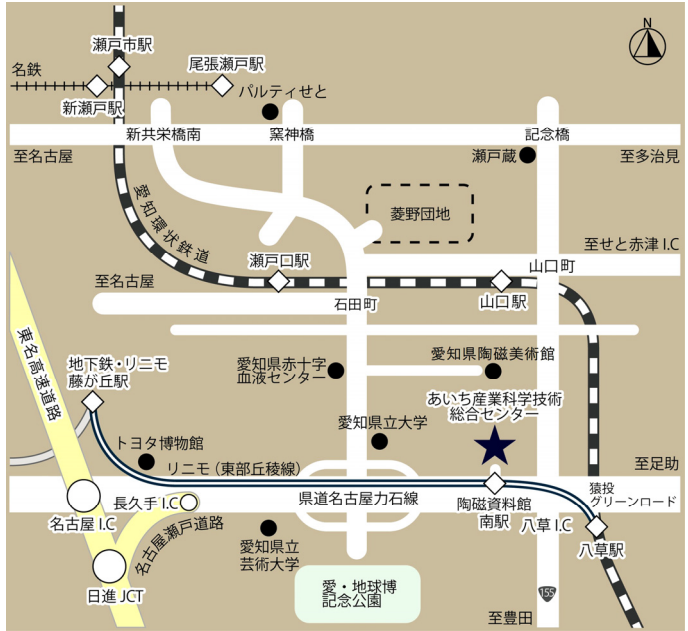 N
瀬戸市駅
名鉄
尾張瀬戸駅
新瀬戸駅
パルティせと
新共栄橋南
窯神橋
記念橋
至名古屋
瀬戸蔵
至多治見
愛知環状鉄道
菱野団地
瀬戸口駅
至せと赤津I.C
山口町
至名古屋
石田町
山口駅
東名高速道路
地下鉄・リニモ
藤が丘駅
愛知県赤十字
血液センター
愛知県陶磁美術館
あいち産業科学技術
総合センター
愛知県立大学
トヨタ博物館
リニモ（東部丘稜線）
至足助
猿投
グリーンロード
長久手I.C
県道名古屋力石線
陶磁資料館
南駅
八草I.C
名古屋I.C
名古屋瀬戸道路
愛知県立
芸術大学
八草駅
日進JCT
愛・地球博
記念公園
155
至豊田